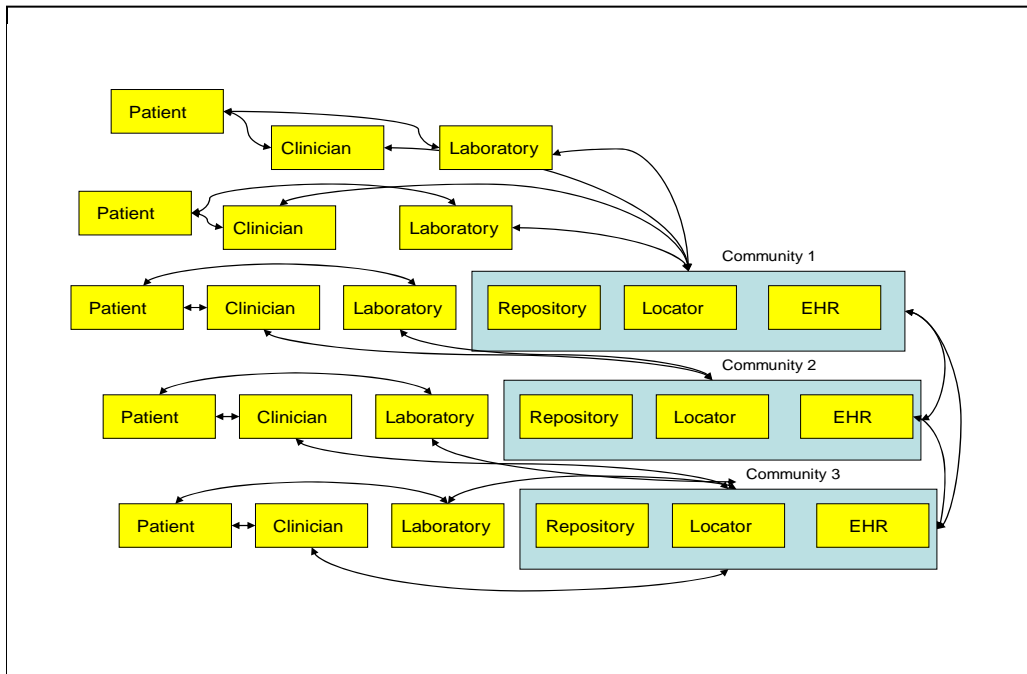 Patient
Clinician
Laboratory
Patient
Clinician
Laboratory
Community 1
Patient
Clinician
Laboratory
Repository
Locator
EHR
Community 2
Patient
Clinician
Laboratory
Repository
Locator
EHR
Community 3
Patient
Clinician
Laboratory
Repository
Locator
EHR